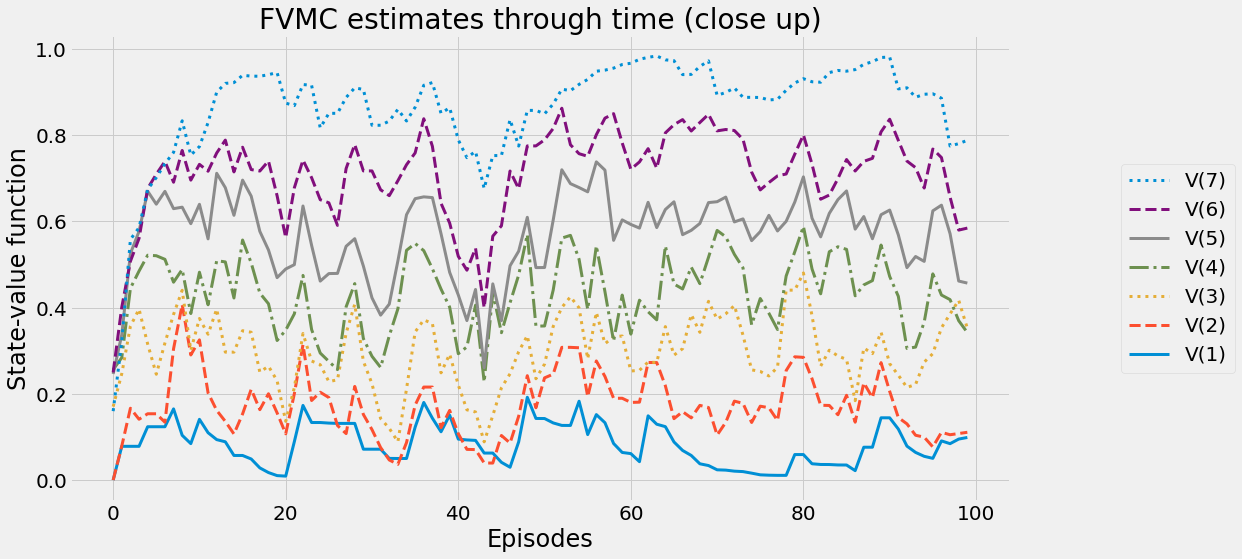 FVMC estimates through time (close up)
State-value function
1.0
0.8
0.6
0.4
0.2
0.0
0 20 40 60 80 100
Episodes
V(7)
V(6)
V(5)
V(4)
V(3)
V(2)
V(1)